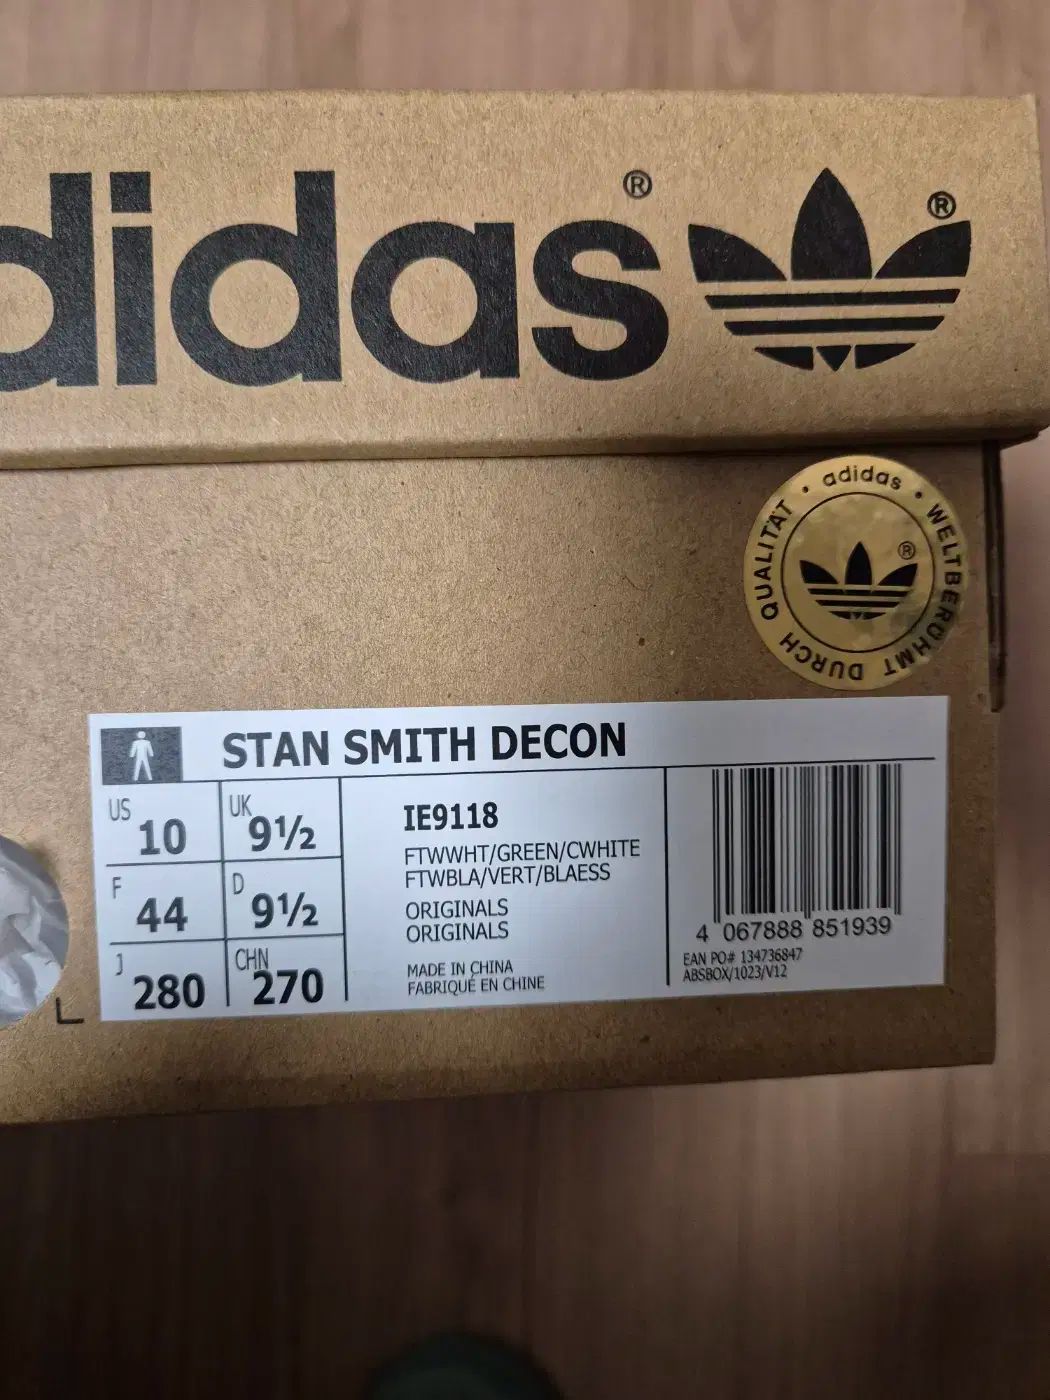 adidas®
®
adidas • WELTBERÜHMT DURCH QUALITÄT •
®
STAN SMITH DECON
US 10
UK 9½
F 44
D 9½
J 280
CHN 270
IE9118
FTWWHT/GREEN/CWHITE
FTWBLA/VERT/BLAESS
ORIGINALS
ORIGINALS
MADE IN CHINA
FABRIQUÉ EN CHINE
4 067888 851939
EAN PO# 134736847
ABSBOX/1023/V12